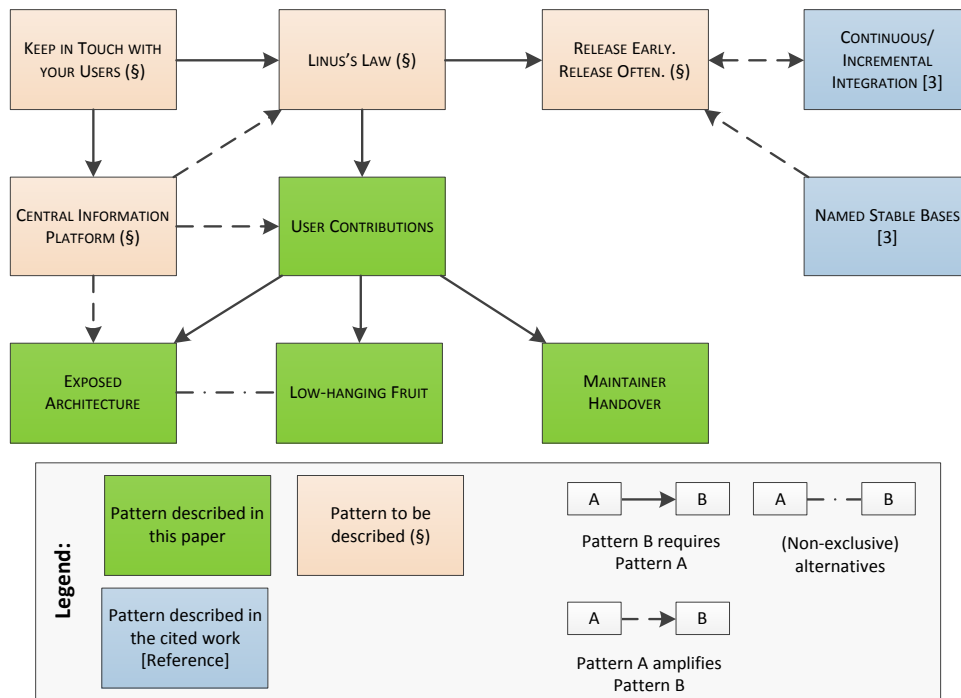 KEEP IN TOUCH WITH
YOUR USERS (§)
LINUS'S LAW (§)
RELEASE EARLY.
RELEASE OFTEN. (§)
CONTINUOUS/
INCREMENTAL
INTEGRATION [3]
CENTRAL INFORMATION
PLATFORM (§)
USER CONTRIBUTIONS
NAMED STABLE BASES
[3]
EXPOSED
ARCHITECTURE
LOW-HANGING FRUIT
MAINTAINER
HANDOVER
Legend:
Pattern described in
this paper
Pattern to be
described (§)
Pattern described in
the cited work
[Reference]
A
B
Pattern B requires
Pattern A
A
B
(Non-exclusive)
alternatives
A
B
Pattern A amplifies
Pattern B